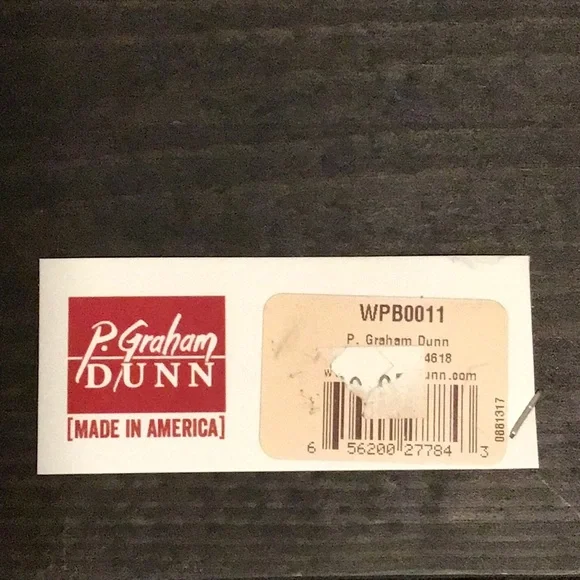 P. Graham
DUNN
[MADE IN AMERICA]
WPB0011
P. Graham Dunn
4618
unn.com
6 56200 27784 3
0881317